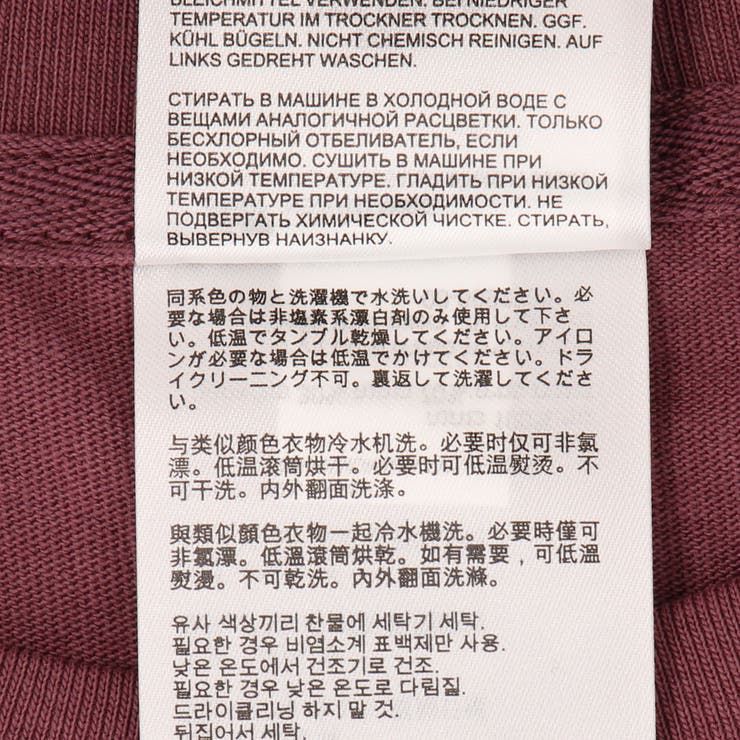 BLEICHMITTEL VERWENDEN. BEI NIEDRIGER
TEMPERATUR IM TROCKNER TROCKNEN. GGF.
KÜHL BÜGELN. NICHT CHEMISCH REINIGEN. AUF
LINKS GEDREHT WASCHEN.
СТИРАТЬ В МАШИНЕ В ХОЛОДНОЙ ВОДЕ С
ВЕЩАМИ АНАЛОГИЧНОЙ РАСЦВЕТКИ. ТОЛЬКО
БЕСХЛОРНЫЙ ОТБЕЛИВАТЕЛЬ, ЕСЛИ
НЕОБХОДИМО. СУШИТЬ В МАШИНЕ ПРИ
НИЗКОЙ ТЕМПЕРАТУРЕ. ГЛАДИТЬ ПРИ НИЗКОЙ
ТЕМПЕРАТУРЕ ПРИ НЕОБХОДИМОСТИ. НЕ
ПОДВЕРГАТЬ ХИМИЧЕСКОЙ ЧИСТКЕ. СТИРАТЬ,
ВЫВЕРНУВ НАИЗНАНКУ.
同系色の物と洗濯機で水洗いしてください。必
要な場合は非塩素系漂白剤のみ使用して下さ
い。低温でタンブル乾燥してください。アイロ
ンが必要な場合は低温でかけてください。ドラ
イクリーニング不可。裏返して洗濯してくださ
い。
与类似颜色衣物冷水机洗。必要时仅可非氯
漂。低温滚筒烘干。必要时可低温熨烫。不
可干洗。内外翻面洗涤。
與類似顏色衣物一起冷水機洗。必要時僅可
非氯漂。低溫滾筒烘乾。如有需要，可低溫
熨燙。不可乾洗。內外翻面洗滌。
유사 색상끼리 찬물에 세탁기 세탁.
필요한 경우 비염소계 표백제만 사용.
낮은 온도에서 건조기로 건조.
필요한 경우 낮은 온도로 다림질.
드라이클리닝 하지 말 것.
뒤집어서 세탁.